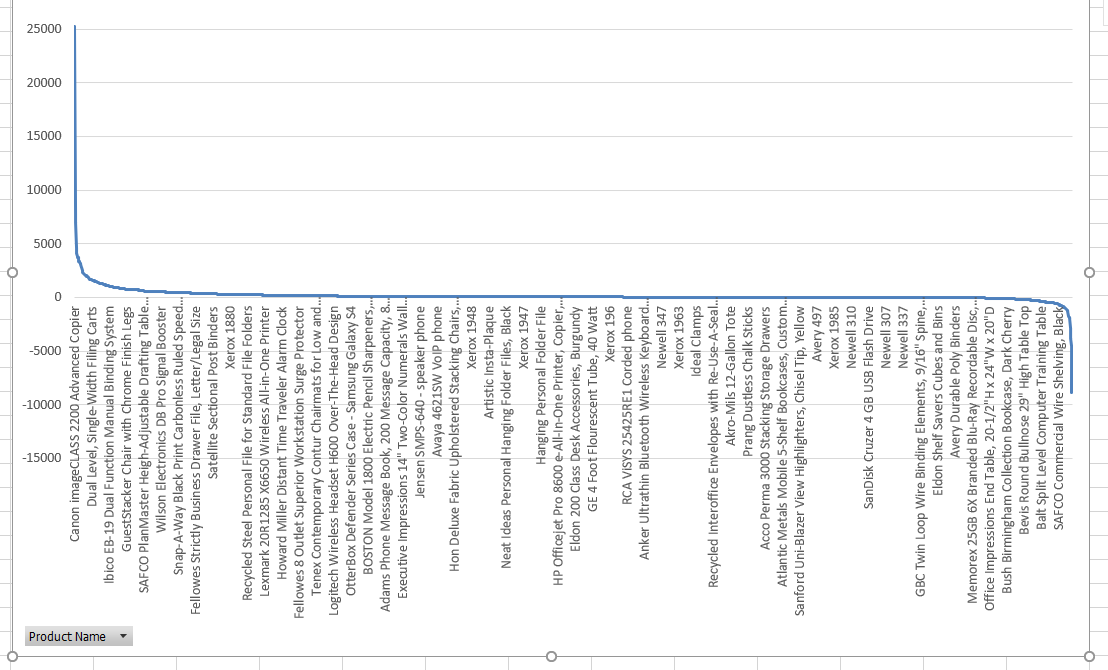 25000
20000
15000
10000
5000
0
-5000
-10000
-15000
Canon imageCLASS 2200 Advanced Copier
Dual Level, Single-Width Filing Carts
Ibico EB-19 Dual Function Manual Binding System
GuestStacker Chair with Chrome Finish Legs
SAFCO PlanMaster Heigh-Adjustable Drafting Table…
Wilson Electronics DB Pro Signal Booster
Snap-A-Way Black Print Carbonless Ruled Speed…
Fellowes Strictly Business Drawer File, Letter/Legal Size
Satellite Sectional Post Binders
Xerox 1880
Recycled Steel Personal File for Standard File Folders
Lexmark 20R1285 X6650 Wireless All-in-One Printer
Howard Miller Distant Time Traveler Alarm Clock
Fellowes 8 Outlet Superior Workstation Surge Protector
Tenex Contemporary Contur Chairmats for Low and…
Logitech Wireless Headset H600 Over-The-Head Design
OtterBox Defender Series Case - Samsung Galaxy S4
BOSTON Model 1800 Electric Pencil Sharpeners,…
Adams Phone Message Book, 200 Message Capacity, 8…
Executive Impressions 14" Two-Color Numerals Wall…
Jensen SMPS-640 - speaker phone
Avaya 4621SW VoIP phone
Hon Deluxe Fabric Upholstered Stacking Chairs,…
Xerox 1948
Artistic Insta-Plaque
Neat Ideas Personal Hanging Folder Files, Black
Xerox 1947
Hanging Personal Folder File
HP Officejet Pro 8600 e-All-In-One Printer, Copier,…
Eldon 200 Class Desk Accessories, Burgundy
GE 4 Foot Flourescent Tube, 40 Watt
Xerox 196
RCA ViSYS 25425RE1 Corded phone
Anker Ultrathin Bluetooth Wireless Keyboard…
Newell 347
Xerox 1963
Ideal Clamps
Recycled Interoffice Envelopes with Re-Use-A-Seal…
Akro-Mills 12-Gallon Tote
Prang Dustless Chalk Sticks
Acco Perma 3000 Stacking Storage Drawers
Atlantic Metals Mobile 5-Shelf Bookcases, Custom…
Sanford Uni-Blazer View Highlighters, Chisel Tip, Yellow
Avery 497
Xerox 1985
Newell 310
SanDisk Cruzer 4 GB USB Flash Drive
Newell 307
Newell 337
GBC Twin Loop Wire Binding Elements, 9/16" Spine,…
Eldon Shelf Savers Cubes and Bins
Avery Durable Poly Binders
Memorex 25GB 6X Branded Blu-Ray Recordable Disc,…
Office Impressions End Table, 20-1/2"H x 24"W x 20"D
Bush Birmingham Collection Bookcase, Dark Cherry
Bevis Round Bullnose 29" High Table Top
Balt Split Level Computer Training Table
SAFCO Commercial Wire Shelving, Black
Product Name